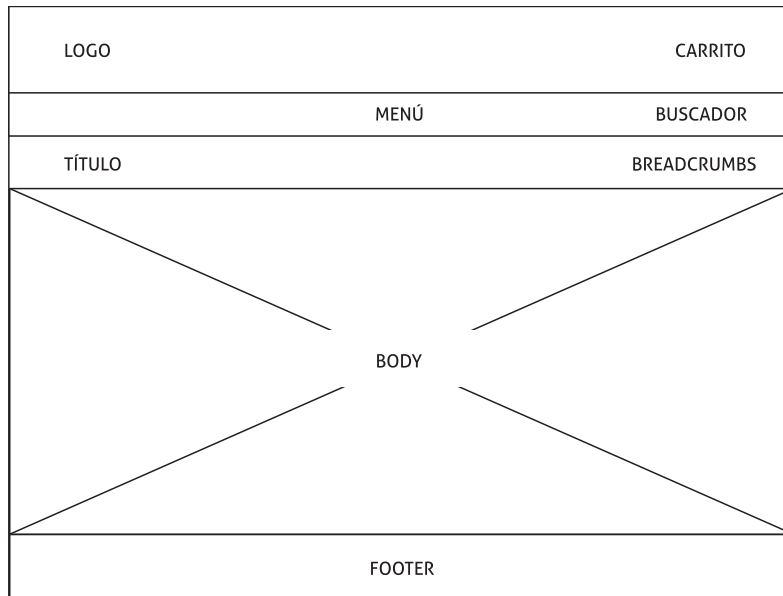 LOGO CARRITO
MENÚ BUSCADOR
TÍTULO BREADCRUMBS
BODY
FOOTER